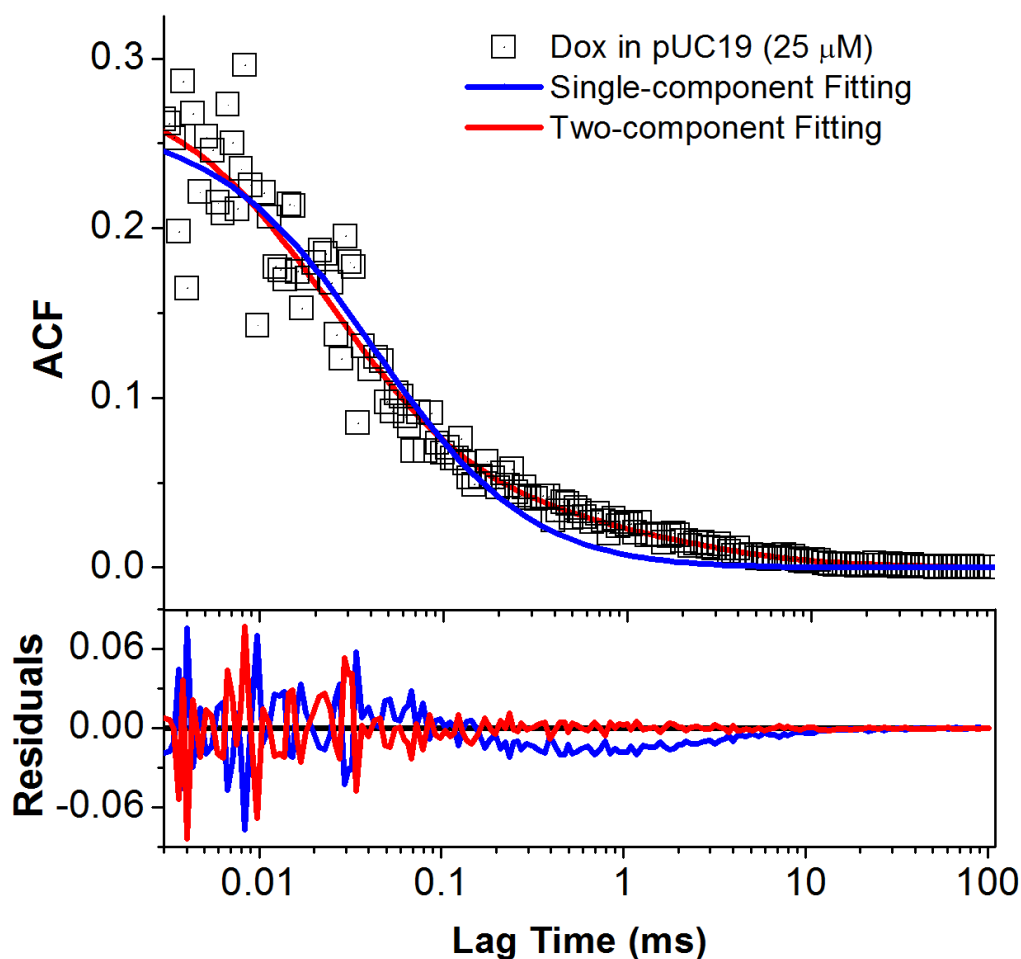 Dox in pUC19 (25 μM)
Single-component Fitting
Two-component Fitting
0.3
0.2
0.1
0.0
ACF
0.06
0.00
-0.06
Residuals
0.01 0.1 1 10 100
Lag Time (ms)